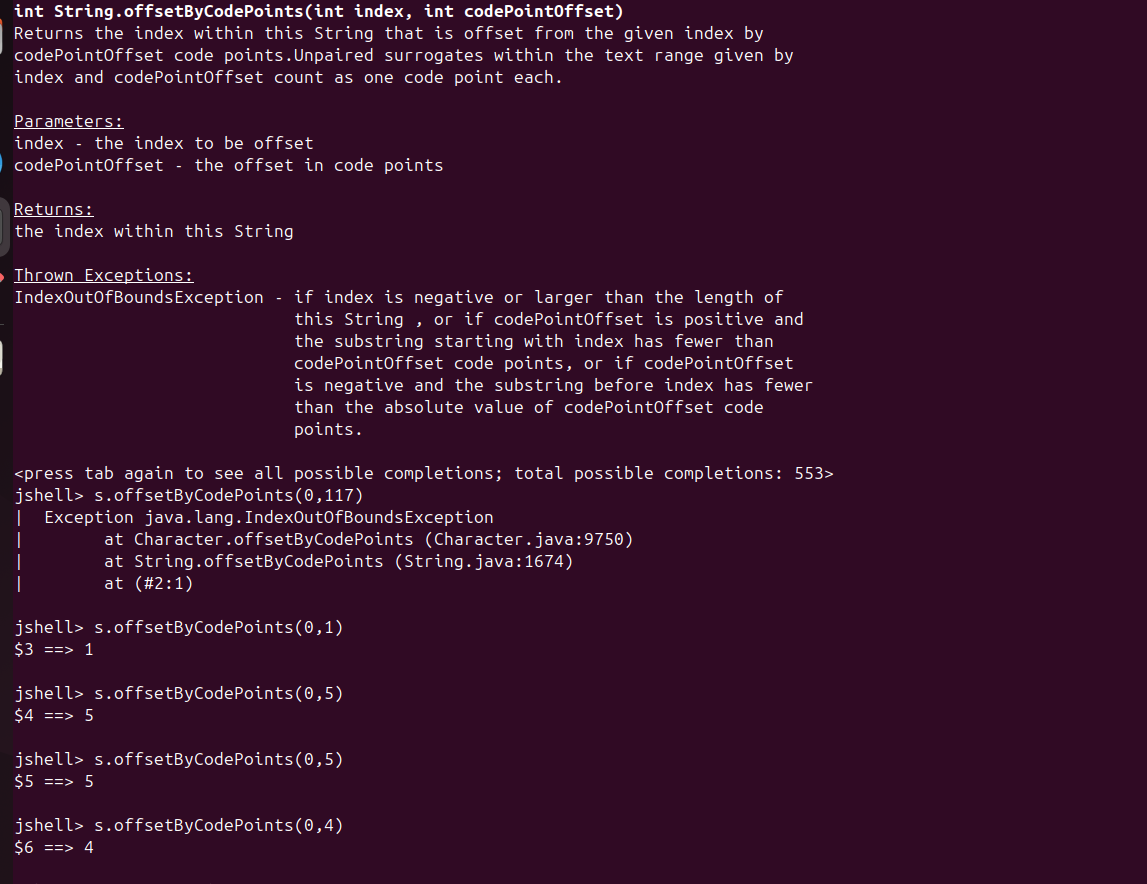 int String.offsetByCodePoints(int index, int codePointOffset)
Returns the index within this String that is offset from the given index by
codePointOffset code points.Unpaired surrogates within the text range given by
index and codePointOffset count as one code point each.
Parameters:
index - the index to be offset
codePointOffset - the offset in code points
Returns:
the index within this String
Thrown Exceptions:
IndexOutOfBoundsException - if index is negative or larger than the length of
this String , or if codePointOffset is positive and
the substring starting with index has fewer than
codePointOffset code points, or if codePointOffset
is negative and the substring before index has fewer
than the absolute value of codePointOffset code
points.
<press tab again to see all possible completions; total possible completions: 553>
jshell> s.offsetByCodePoints(0,117)
|  Exception java.lang.IndexOutOfBoundsException
|        at Character.offsetByCodePoints (Character.java:9750)
|        at String.offsetByCodePoints (String.java:1674)
|        at (#2:1)
jshell> s.offsetByCodePoints(0,1)
$3 ==> 1
jshell> s.offsetByCodePoints(0,5)
$4 ==> 5
jshell> s.offsetByCodePoints(0,5)
$5 ==> 5
jshell> s.offsetByCodePoints(0,4)
$6 ==> 4